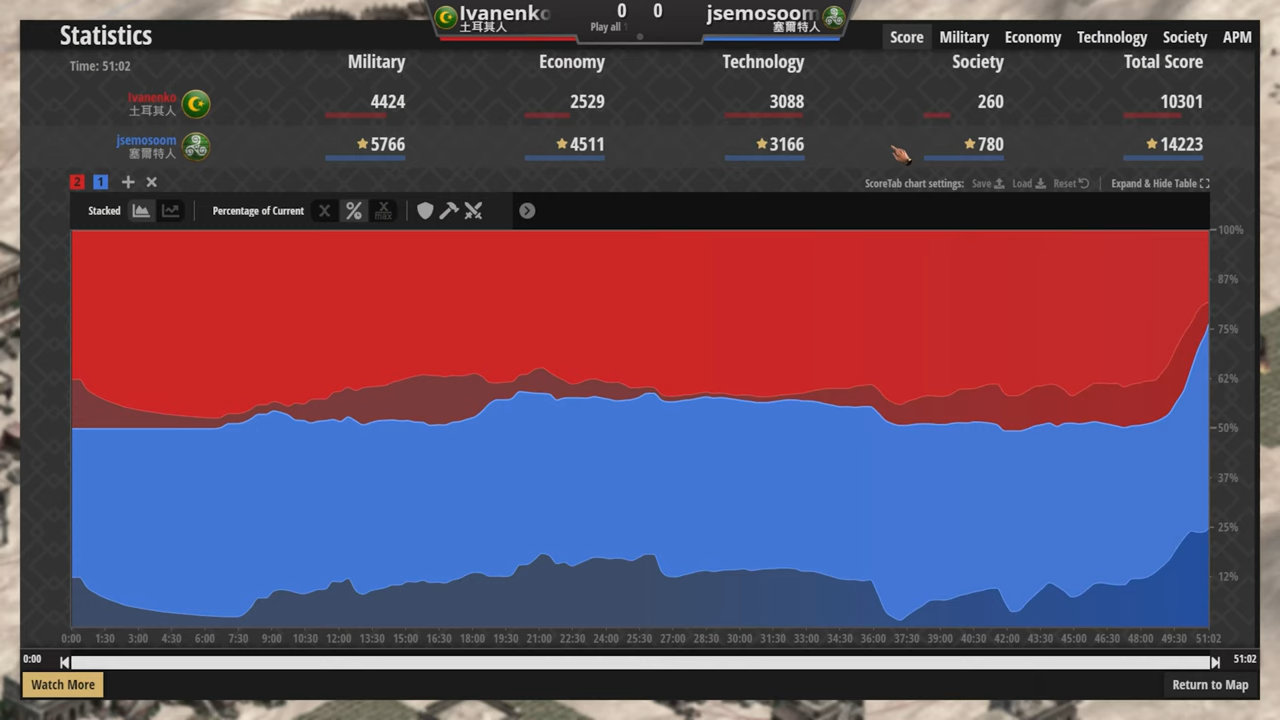 Ivanenko 0 0 jsemosoom
土耳其人 Play all 塞爾特人
Statistics
Score Military Economy Technology Society APM
Time: 51:02 Military Economy Technology Society Total Score
Ivanenko 4424 2529 3088 260 10301
土耳其人
jsemosoom 5766 4511 3166 780 14223
塞爾特人
2 1 ScoreTab chart settings: Save Load Reset Expand & Hide Table
Stacked Percentage of Current X % X max
100%
87%
75%
62%
50%
37%
25%
12%
0:00 1:30 3:00 4:30 6:00 7:30 9:00 10:30 12:00 13:30 15:00 16:30 18:00 19:30 21:00 22:30 24:00 25:30 27:00 28:30 30:00 31:30 33:00 34:30 36:00 37:30 39:00 40:30 42:00 43:30 45:00 46:30 48:00 49:30 51:02
0:00 51:02
Watch More Return to Map